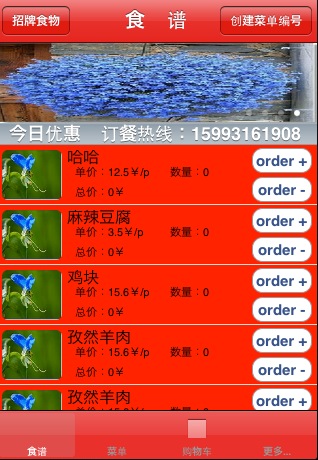 招牌食物
食 谱
创建菜单编号
今日优惠 订餐热线：15993161908
哈哈
单价：12.5￥/p 数量：0
总价：0￥
order +
order -
麻辣豆腐
单价：3.5￥/p 数量：0
总价：0￥
order +
order -
鸡块
单价：15.6￥/p 数量：0
总价：0￥
order +
order -
孜然羊肉
单价：15.6￥/p 数量：0
总价：0￥
order +
order -
孜然羊肉
order +
食谱
菜单
购物车
更多...